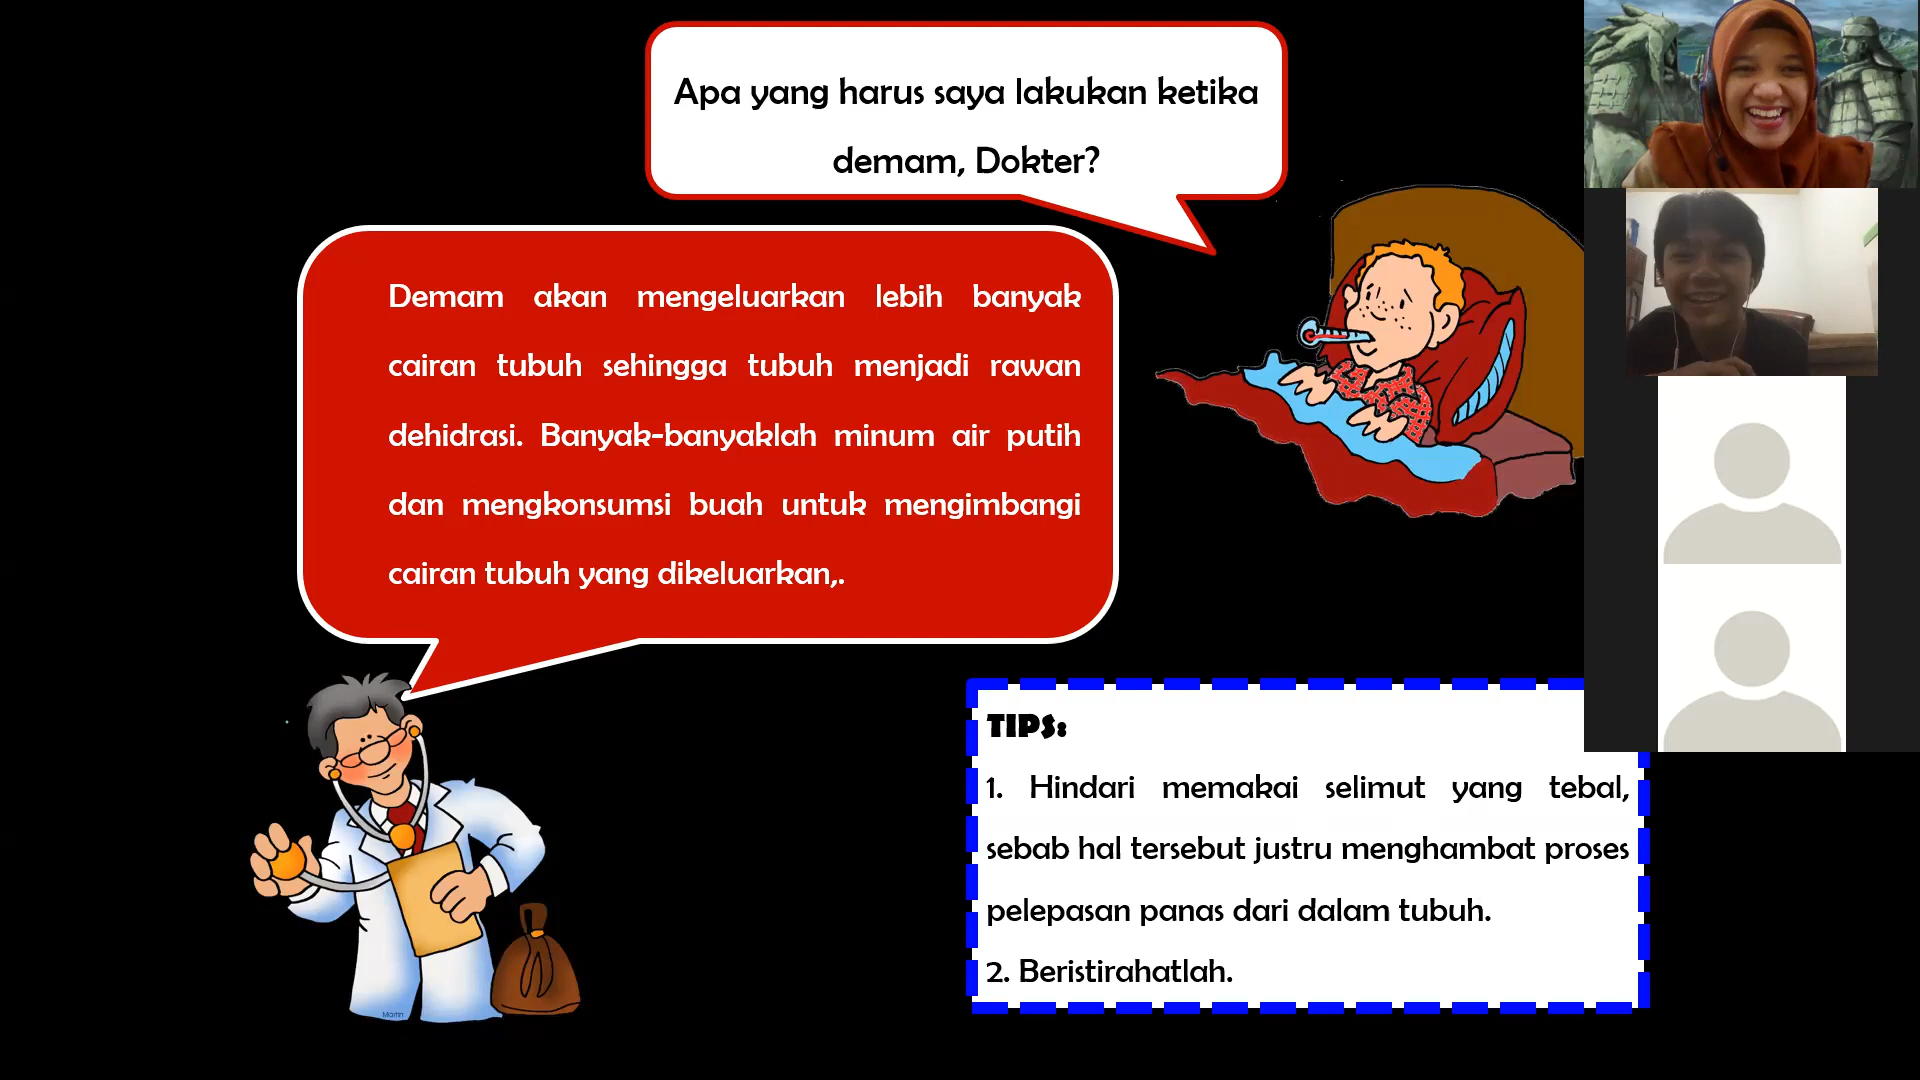 Apa yang harus saya lakukan ketika
demam, Dokter?
Demam akan mengeluarkan lebih banyak
cairan tubuh sehingga tubuh menjadi rawan
dehidrasi. Banyak-banyaklah minum air putih
dan mengkonsumsi buah untuk mengimbangi
cairan tubuh yang dikeluarkan,.
TIPS:
1. Hindari memakai selimut yang tebal,
sebab hal tersebut justru menghambat proses
pelepasan panas dari dalam tubuh.
2. Beristirahatlah.
Martin